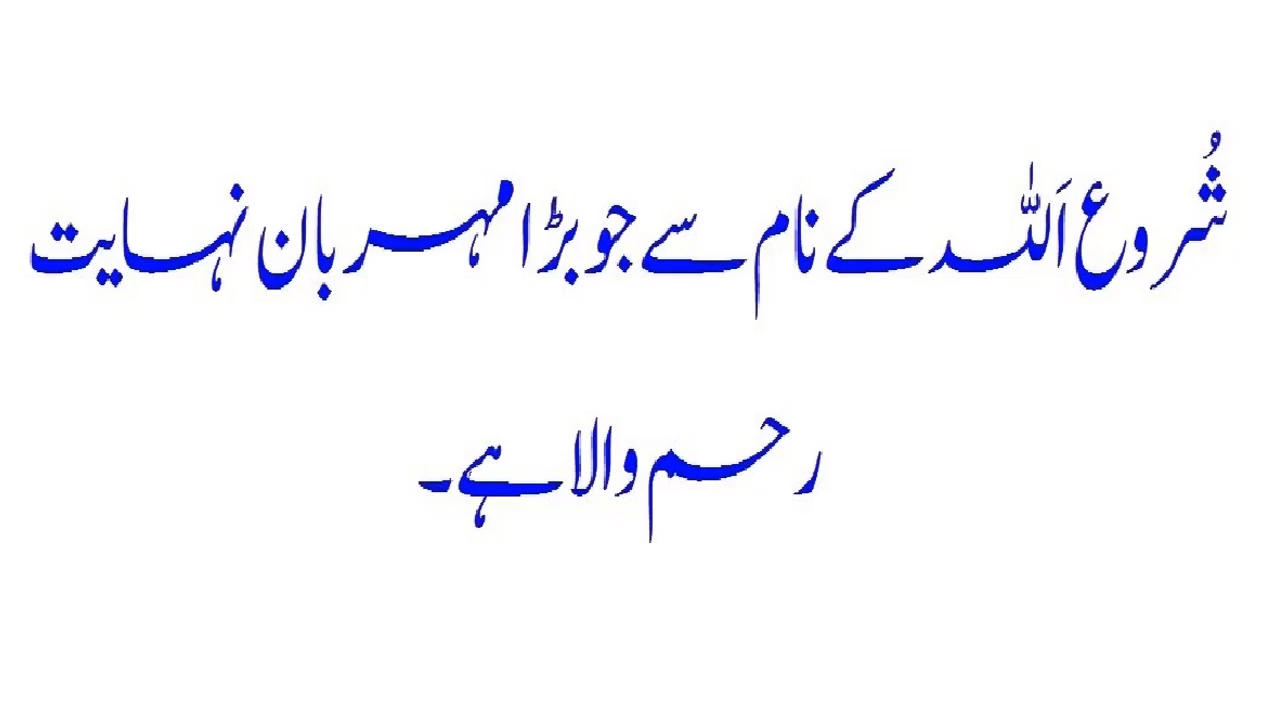 شُروع اَللہ کے نام سے جو بڑا مہربان نہایت
رحم والا ہے۔